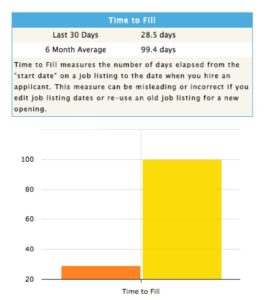 Time to Fill
Last 30 Days 28.5 days
6 Month Average 99.4 days
Time to Fill measures the number of days elapsed from the
"start date" on a job listing to the date when you hire an
applicant. This measure can be misleading or incorrect if you
edit job listing dates or re-use an old job listing for a new
opening.
100
80
60
40
20
Time to Fill